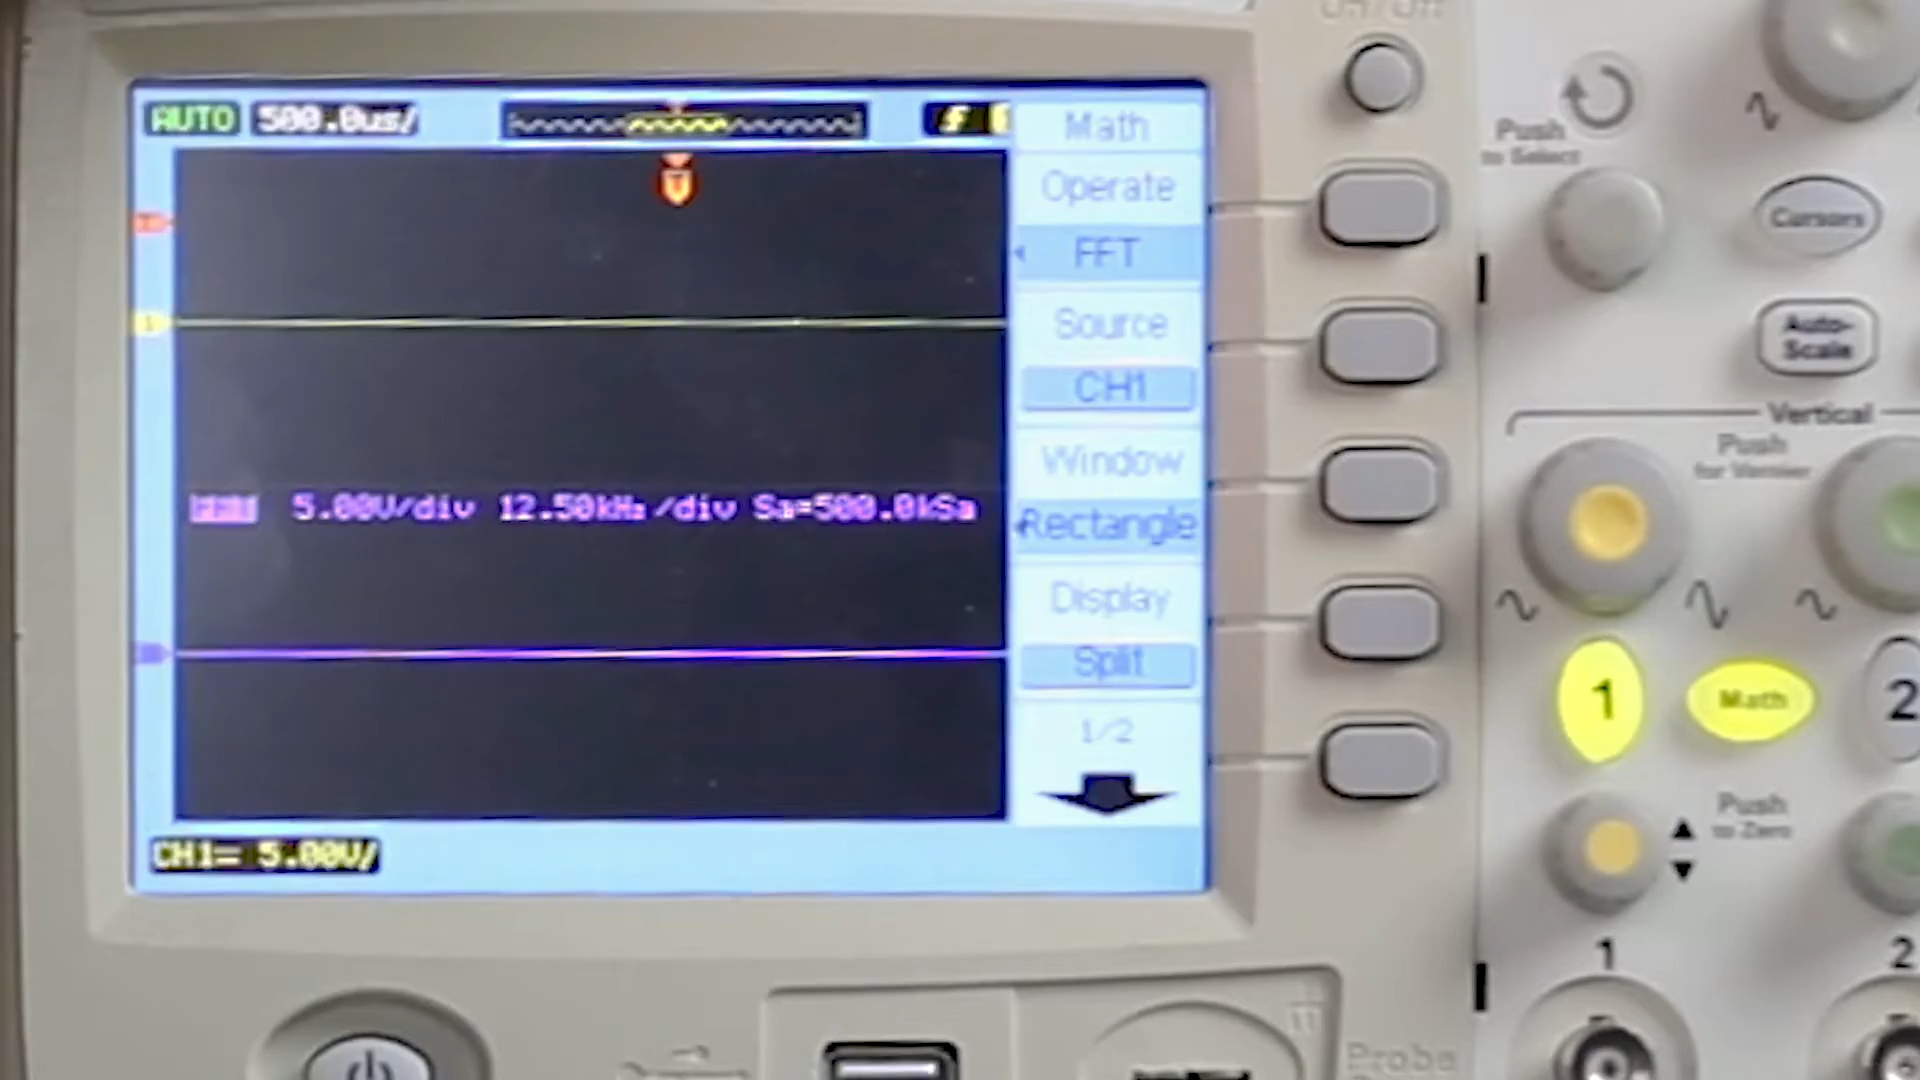 On/Off
AUTO 500.0us/
Math
Operate
FFT
Source
CH1
Window
Rectangle
Display
Split
1/2
5.00V/div 12.50kHz/div Sa=500.0kSa
CH1= 5.00V/
Push
to Select
Cursors
Auto-
Scale
Vertical
Push
for Vernier
1
Math
2
Push
to Zero
1
2
Probe